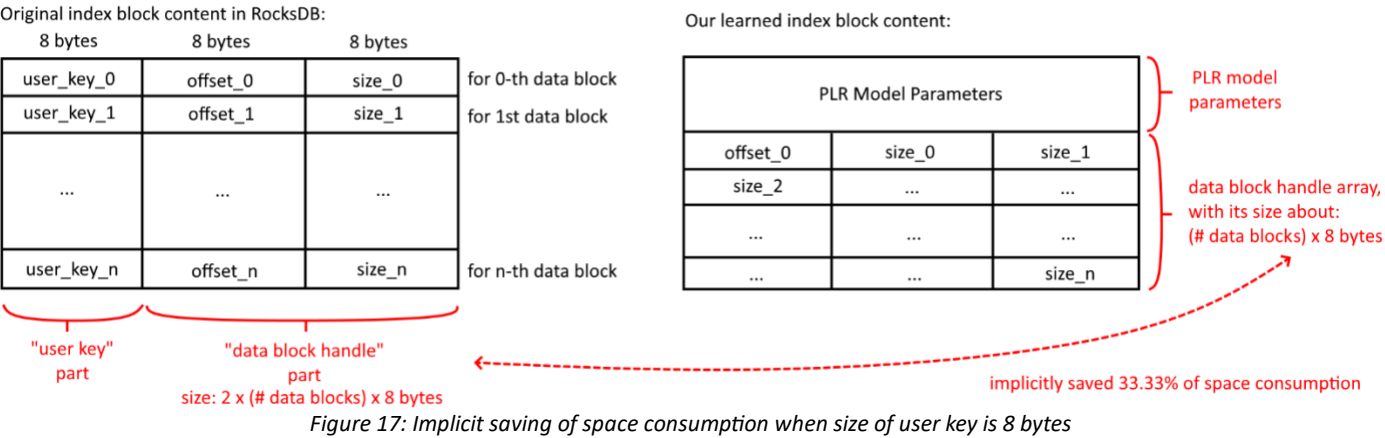 Original index block content in RocksDB:
8 bytes 8 bytes 8 bytes
user_key_0 offset_0 size_0 for 0-th data block
user_key_1 offset_1 size_1 for 1st data block
... ... ...
user_key_n offset_n size_n for n-th data block
"user key"
part
"data block handle"
part
size: 2 x (# data blocks) x 8 bytes
Our learned index block content:
PLR Model Parameters
PLR model
parameters
offset_0 size_0 size_1
size_2 ... ...
... ... ...
... ... size_n
data block handle array,
with its size about:
(# data blocks) x 8 bytes
implicitly saved 33.33% of space consumption
Figure 17: Implicit saving of space consumption when size of user key is 8 bytes